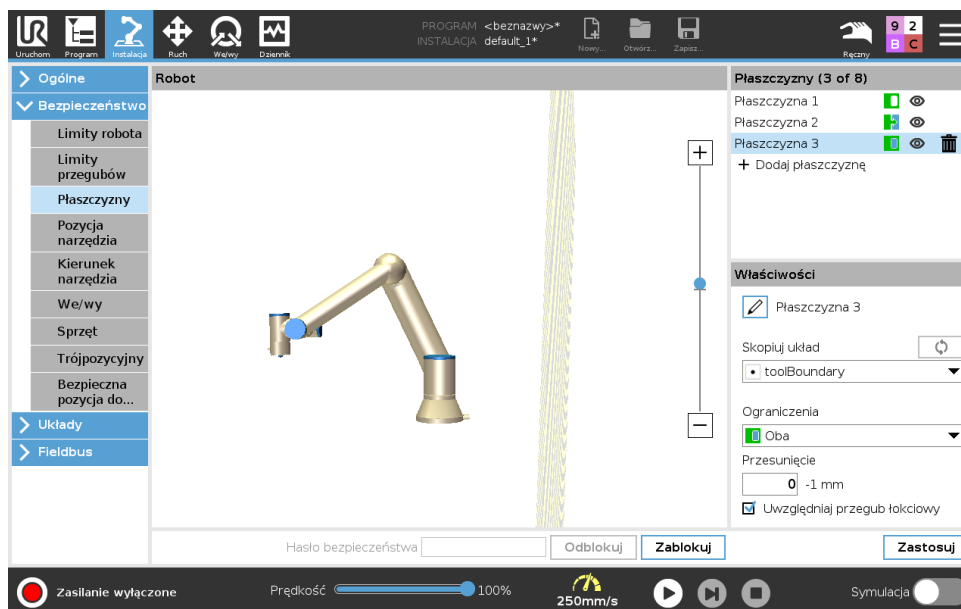 UR
PROGRAM <beznazwy>*
INSTALACJA default_1*
Uruchom Program Instalacja Ruch We/wy Dziennik Nowy... Otwórz... Zapisz... Ręczny
9 2
B C
Ogólne
Bezpieczeństwo
Limity robota
Limity
przegubów
Płaszczyzny
Pozycja
narzędzia
Kierunek
narzędzia
We/wy
Sprzęt
Trójpozycyjny
Bezpieczna
pozycja do...
Układy
Fieldbus
Robot
Płaszczyzny (3 of 8)
Płaszczyzna 1
Płaszczyzna 2
Płaszczyzna 3
+ Dodaj płaszczyznę
Właściwości
Płaszczyzna 3
Skopiuj układ
toolBoundary
Ograniczenia
Oba
Przesunięcie
0 -1 mm
Uwzględniaj przegub łokciowy
Hasło bezpieczeństwa Odblokuj Zablokuj Zastosuj
Zasilanie wyłączone Prędkość 100% 250mm/s Symulacja